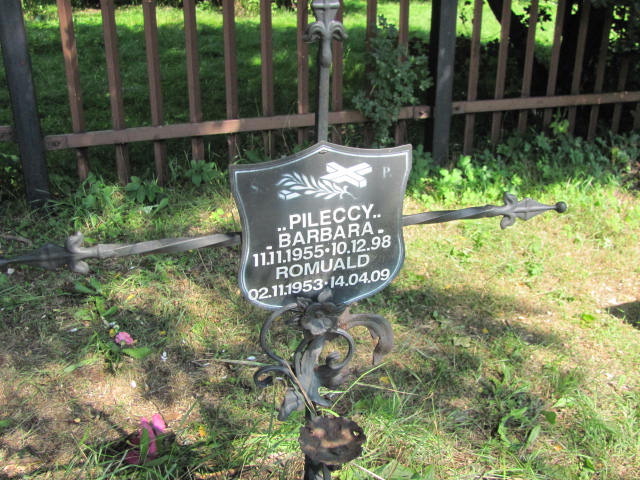 S. P.
..PILECCY..
- BARBARA -
11.11.1955 • 10.12.98
ROMUALD
02.11.1953 • 14.04.09